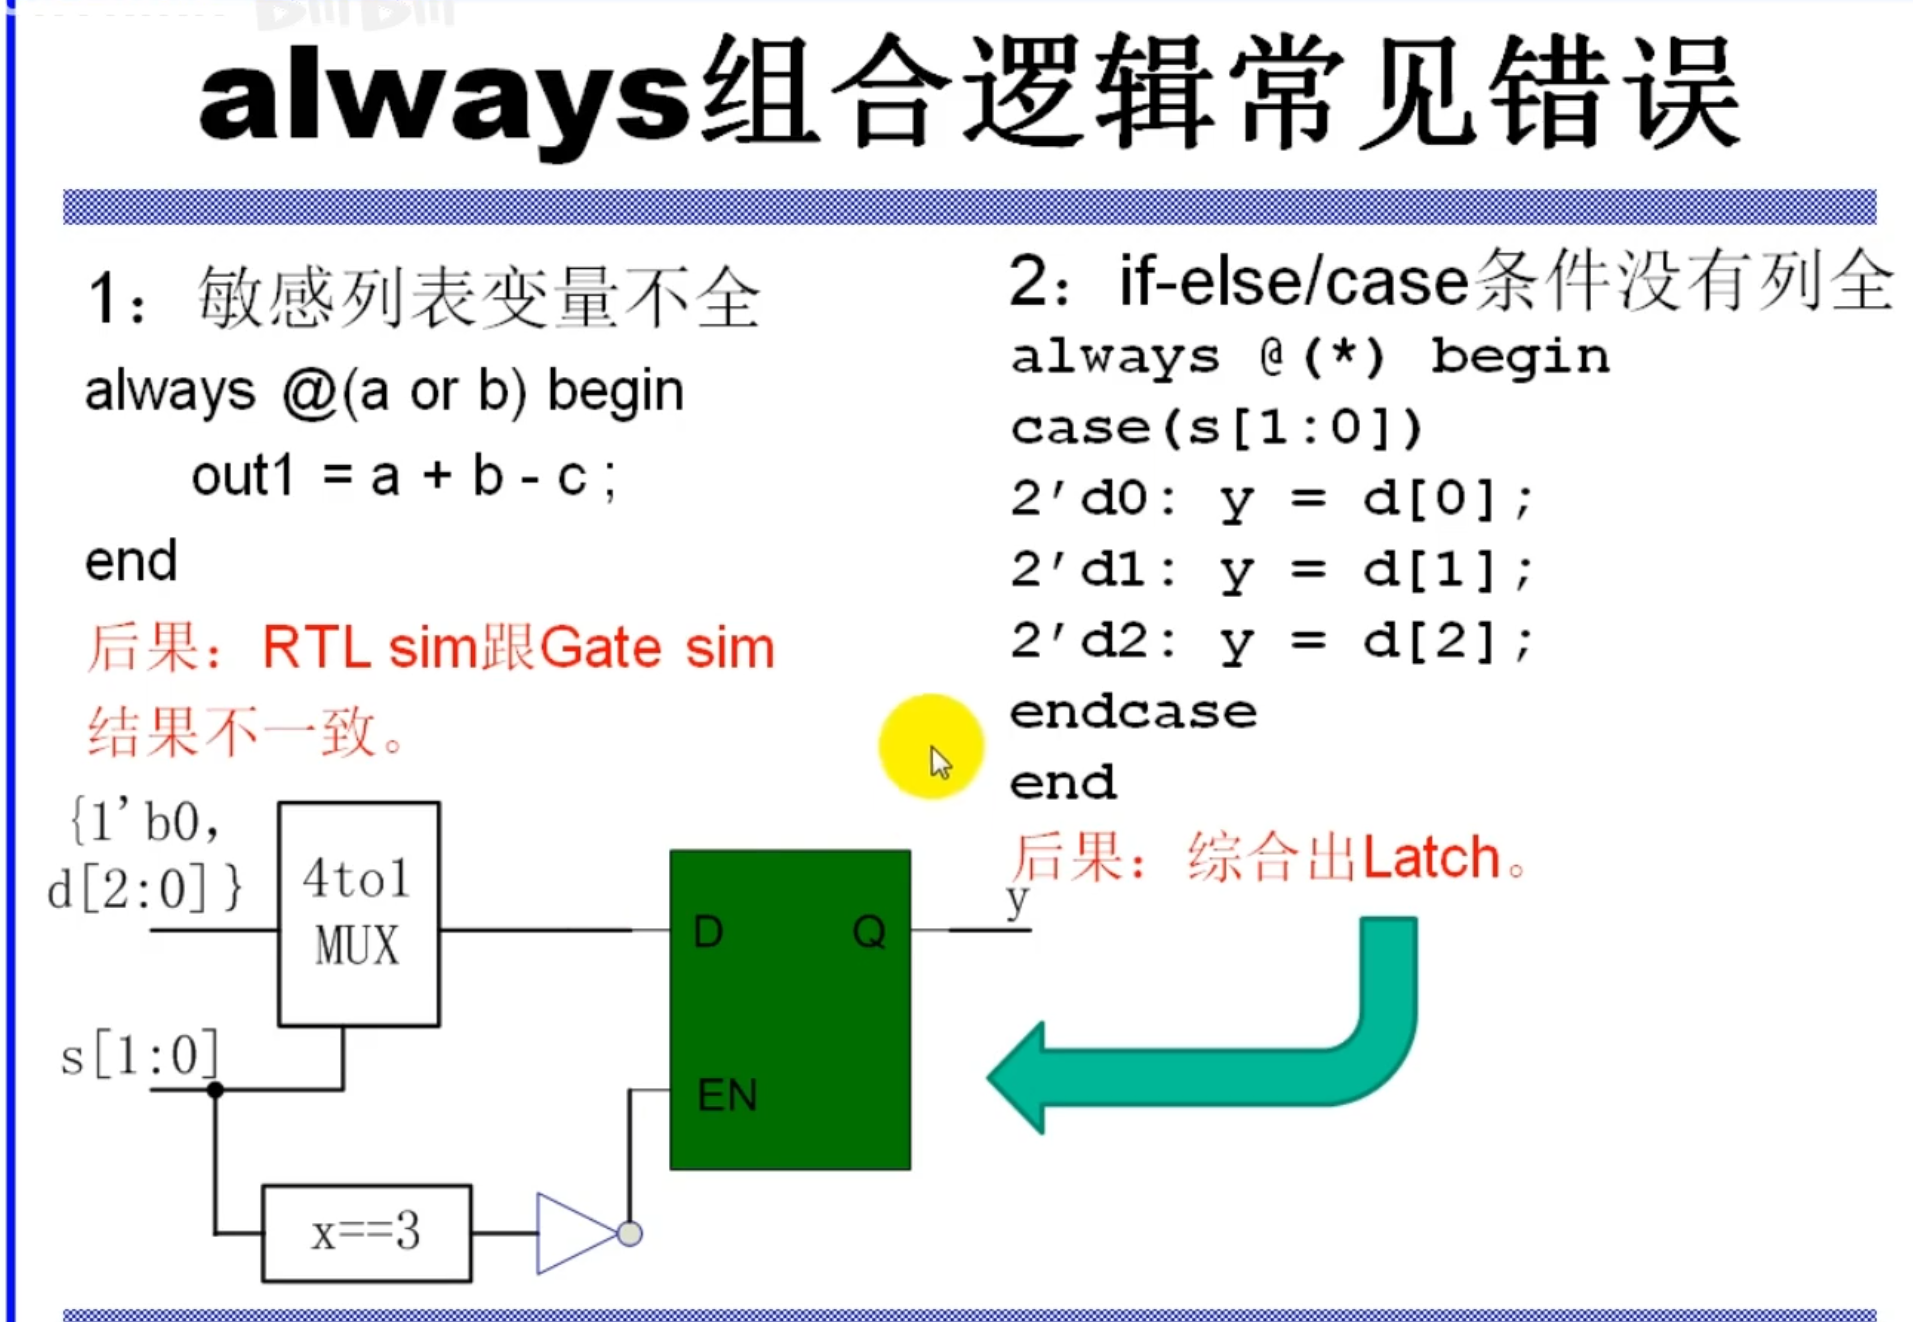 always组合逻辑常见错误
1：敏感列表变量不全
always @(a or b) begin
out1 = a + b - c ;
end
后果：RTL sim跟Gate sim
结果不一致。
2：if-else/case条件没有列全
always @(*) begin
case(s[1:0])
2'd0: y = d[0];
2'd1: y = d[1];
2'd2: y = d[2];
endcase
end
后果：综合出Latch。
{1'b0,
d[2:0]}
4to1
MUX
s[1:0]
x==3
D
Q
EN
y